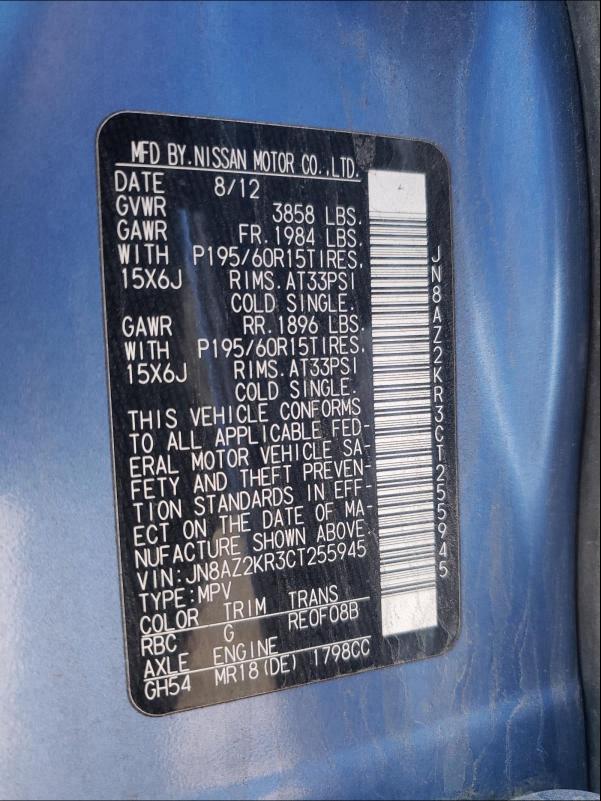 MFD BY.NISSAN MOTOR CO.,LTD.
DATE 8/12
GVWR 3858 LBS.
GAWR FR.1984 LBS.
WITH P195/60R15TIRES,
15X6J RIMS.AT33PSI
COLD SINGLE.
GAWR RR.1896 LBS.
WITH P195/60R15TIRES,
15X6J RIMS.AT33PSI
COLD SINGLE.
THIS VEHICLE CONFORMS
TO ALL APPLICABLE FED-
ERAL MOTOR VEHICLE SA-
FETY AND THEFT PREVEN-
TION STANDARDS IN EFF-
ECT ON THE DATE OF MA-
NUFACTURE SHOWN ABOVE.
VIN:JN8AZ2KR3CT255945
TYPE:MPV
COLOR TRIM TRANS
RBC G RE0F08B
AXLE ENGINE
GH54 MR18(DE) 1798CC
JN8AZ2KR3CT255945